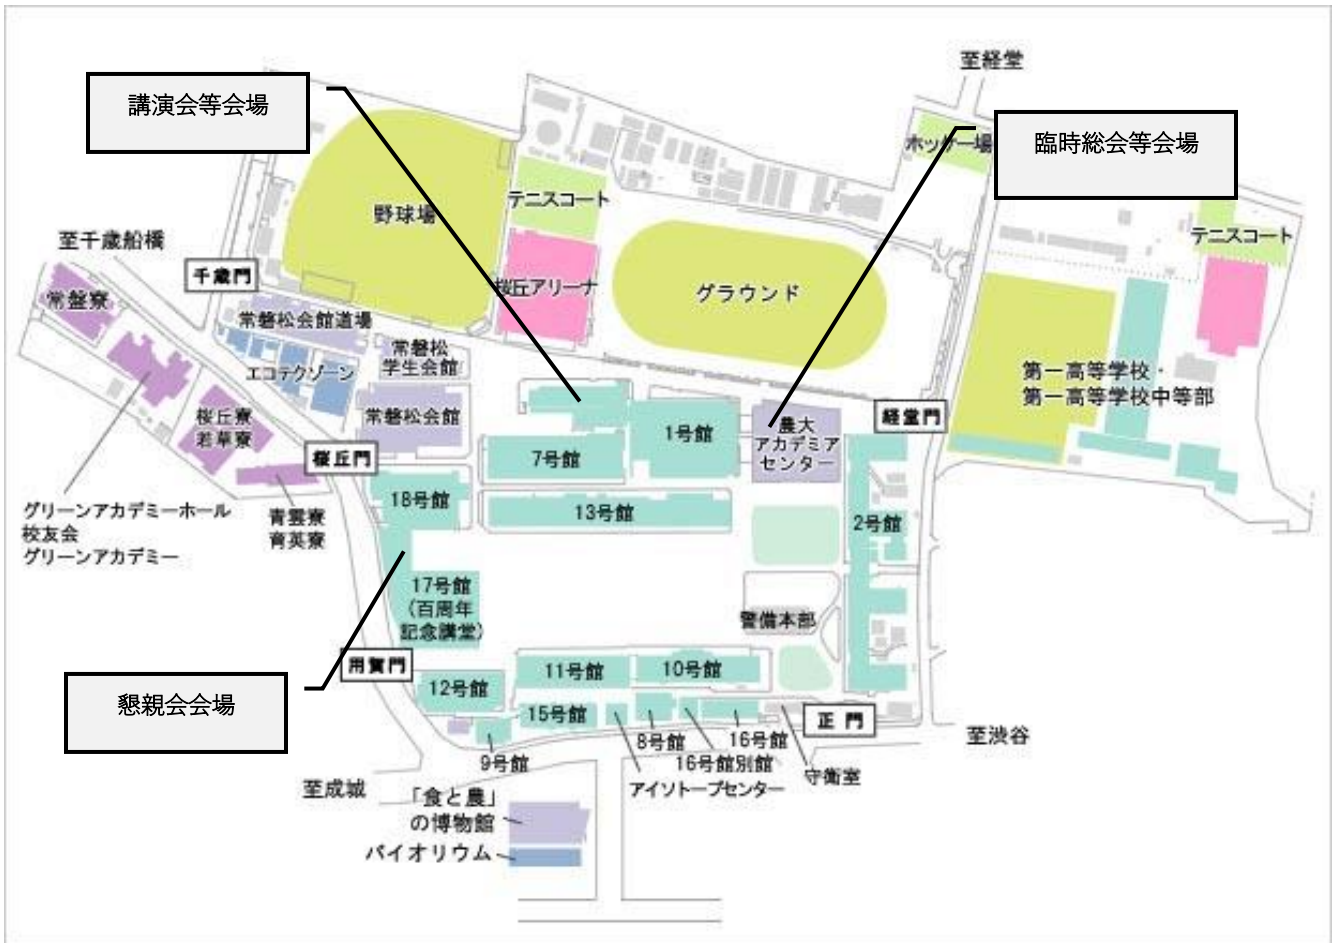 至経堂
講演会等会場
臨時総会等会場
ホッケー場
テニスコート
野球場
至千歳船橋
テニスコート
千歳門
桜丘アリーナ
グラウンド
常盤寮
常磐松会館道場
常磐松
学生会館
エコテクゾーン
第一高等学校・
第一高等学校中等部
桜丘寮
若草寮
常磐松会館
1号館
農大
アカデミア
センター
経堂門
桜丘門
7号館
18号館
13号館
2号館
グリーンアカデミーホール
校友会
グリーンアカデミー
青雲寮
育英寮
17号館
(百周年
記念講堂)
警備本部
用賀門
11号館
10号館
12号館
懇親会会場
15号館
正門
8号館
16号館
至渋谷
9号館
16号館別館
守衛室
至成城
アイソトープセンター
「食と農」
の博物館
バイオリウム